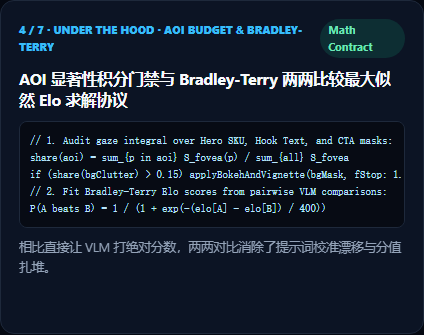 4 / 7 · UNDER THE HOOD · AOI BUDGET & BRADLEY-
TERRY
Math
Contract
AOI 显著性积分门禁与 Bradley-Terry 两两比较最大似
然 Elo 求解协议
// 1. Audit gaze integral over Hero SKU, Hook Text, and CTA masks:
share(aoi) = sum_{p in aoi} S_fovea(p) / sum_{all} S_fovea
if (share(bgClutter) > 0.15) applyBokehAndVignette(bgMask, fStop: 1.
// 2. Fit Bradley-Terry Elo scores from pairwise VLM comparisons:
P(A beats B) = 1 / (1 + exp(-(elo[A] - elo[B]) / 400))
相比直接让 VLM 打绝对分数，两两对比消除了提示词校准漂移与分值
扎堆。